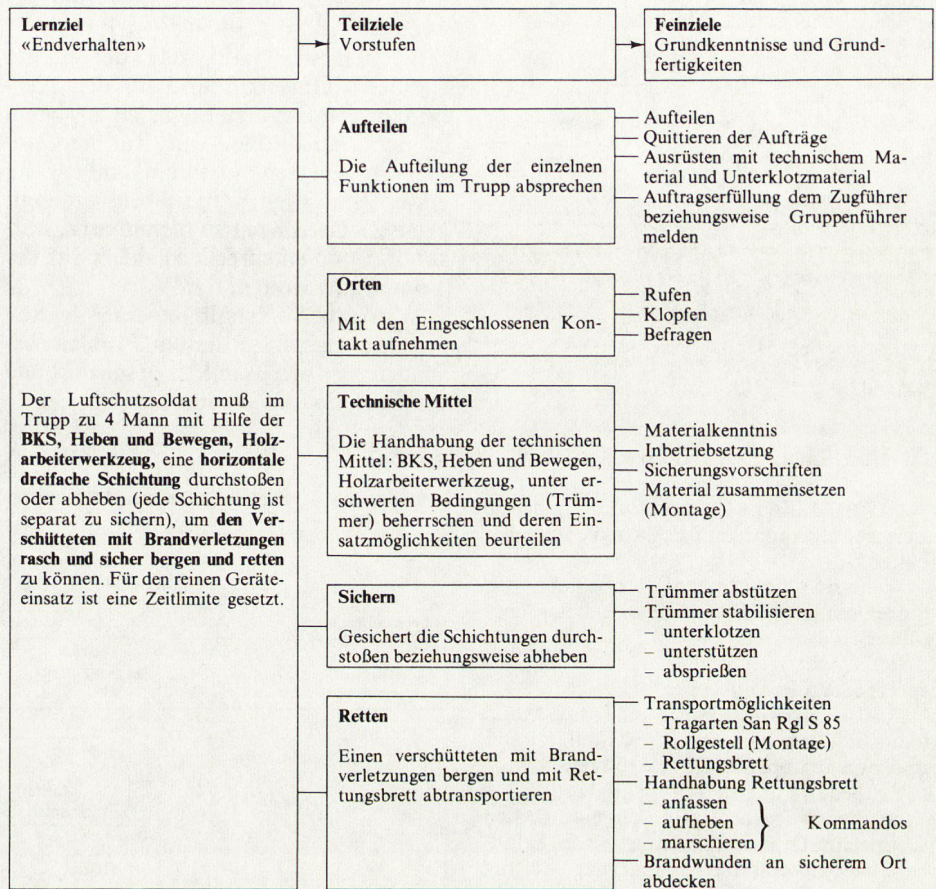 Lernziel
«Endverhalten»
Teilziele
Vorstufen
Feinziele
Grundkenntnisse und Grund-
fertigkeiten
Der Luftschutzsoldat muß im
Trupp zu 4 Mann mit Hilfe der
BKS, Heben und Bewegen, Holz-
arbeiterwerkzeug, eine horizontale
dreifache Schichtung durchstoßen
oder abheben (jede Schichtung ist
separat zu sichern), um den Ver-
schütteten mit Brandverletzungen
rasch und sicher bergen und retten
zu können. Für den reinen Geräte-
einsatz ist eine Zeitlimite gesetzt.
Aufteilen
Die Aufteilung der einzelnen
Funktionen im Trupp absprechen
Aufteilen
Quittieren der Aufträge
Ausrüsten mit technischem Ma-
terial und Unterklotzmaterial
Auftragserfüllung dem Zugführer
beziehungsweise Gruppenführer
melden
Orten
Mit den Eingeschlossenen Kon-
takt aufnehmen
Rufen
Klopfen
Befragen
Technische Mittel
Die Handhabung der technischen
Mittel: BKS, Heben und Bewegen,
Holzarbeiterwerkzeug, unter er-
schwerten Bedingungen (Trüm-
mer) beherrschen und deren Ein-
satzmöglichkeiten beurteilen
Materialkenntnis
Inbetriebsetzung
Sicherungsvorschriften
Material zusammensetzen
(Montage)
Sichern
Gesichert die Schichtungen durch-
stoßen beziehungsweise abheben
Trümmer abstützen
Trümmer stabilisieren
– unterklotzen
– unterstützen
– absprießen
Retten
Einen verschütteten mit Brand-
verletzungen bergen und mit Ret-
tungsbrett abtransportieren
Transportmöglichkeiten
– Tragarten San Rgl S 85
– Rollgestell (Montage)
– Rettungsbrett
Handhabung Rettungsbrett
– anfassen
– aufheben } Kommandos
– marschieren
Brandwunden an sicherem Ort
abdecken